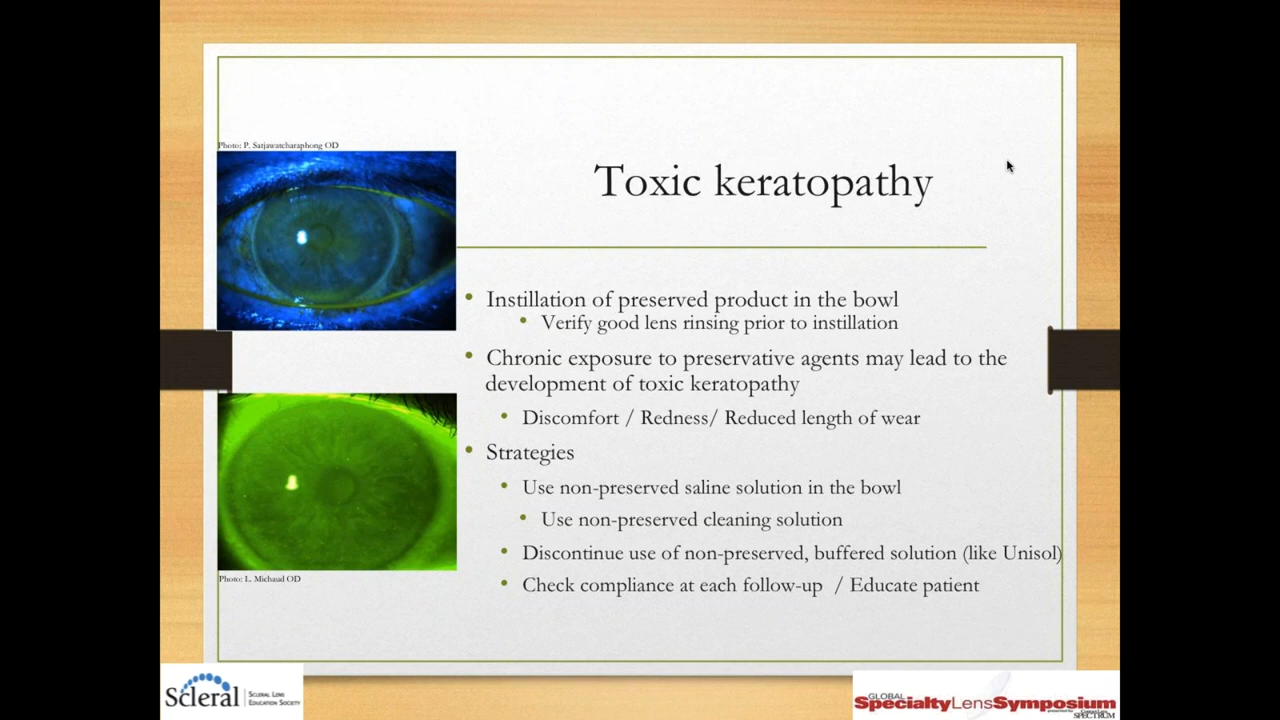 Photo: P. Satjawatcharaphong OD
Toxic keratopathy
• Instillation of preserved product in the bowl
• Verify good lens rinsing prior to instillation
• Chronic exposure to preservative agents may lead to the
development of toxic keratopathy
• Discomfort / Redness/ Reduced length of wear
• Strategies
• Use non-preserved saline solution in the bowl
• Use non-preserved cleaning solution
• Discontinue use of non-preserved, buffered solution (like Unisol)
• Check compliance at each follow-up / Educate patient
Photo: L. Michaud OD
Scleral
SCLERAL LENS
EDUCATION SOCIETY
GLOBAL
SpecialtyLensSymposium
SPECTRUM